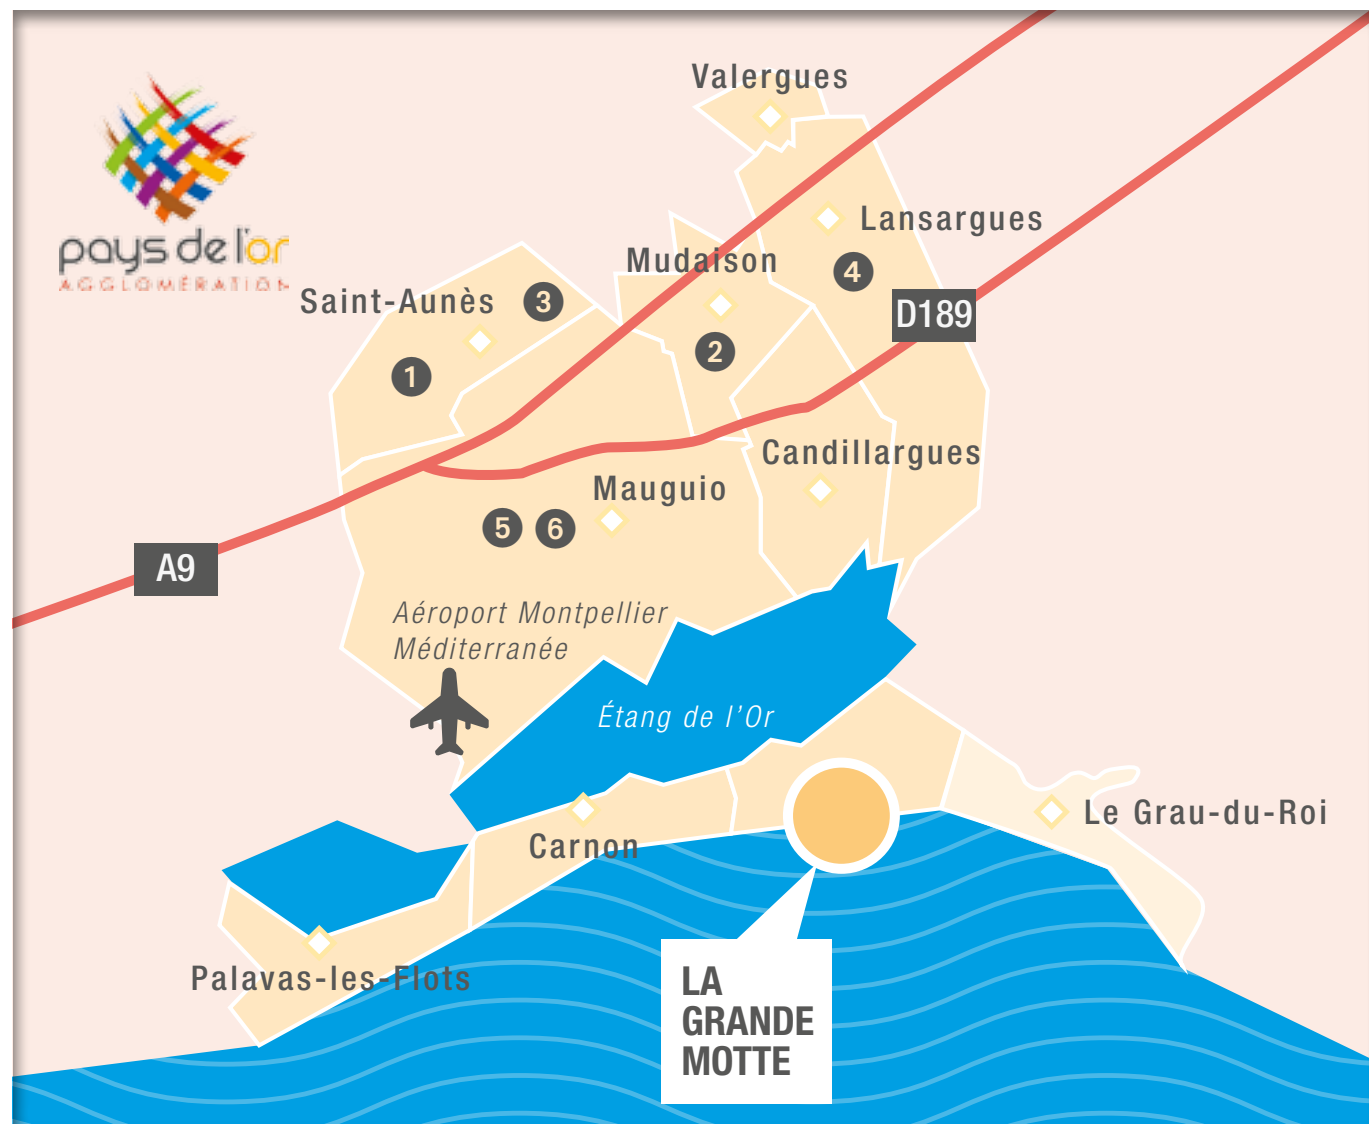 Valergues
pays de l'or
AGGLOMÉRATION
Lansargues
Mudaison
4
Saint-Aunès
3
D189
2
1
Candillargues
Mauguio
5
6
A9
Aéroport Montpellier
Méditerranée
Étang de l'Or
Le Grau-du-Roi
Carnon
Palavas-les-Flots
LA
GRANDE
MOTTE